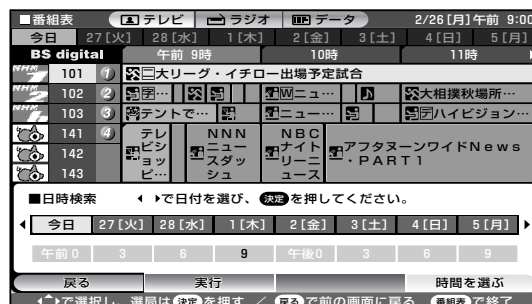 ■番組表 テレビ ラジオ データ 2/26 [月] 午前 9:00
今日 27 [火] 28 [水] 1 [木] 2 [金] 3 [土] 4 [日] 5 [月]
BS digital 午前 9時 10時 11時
101 1 大リーグ・イチロー出場予定試合
102 2 字… W ニュ… 大相撲秋場所…
103 3 テントで… ニュー… 字 ハイビジョン…
141 4 テレビショッピ… NNNニューススダッシュ NBCナイトリーニュース アフタヌーンワイドNews・PART1
142
143
■日時検索 で日付を選び、 決定 を押してください。
今日 27 [火] 28 [水] 1 [木] 2 [金] 3 [土] 4 [日] 5 [月]
午前 0 3 6 9 午後 0 3 6 9
戻る 実行 時間を選ぶ
で選択し、選局は 決定 を押す / 戻る で前の画面に戻る 番組表 で終了